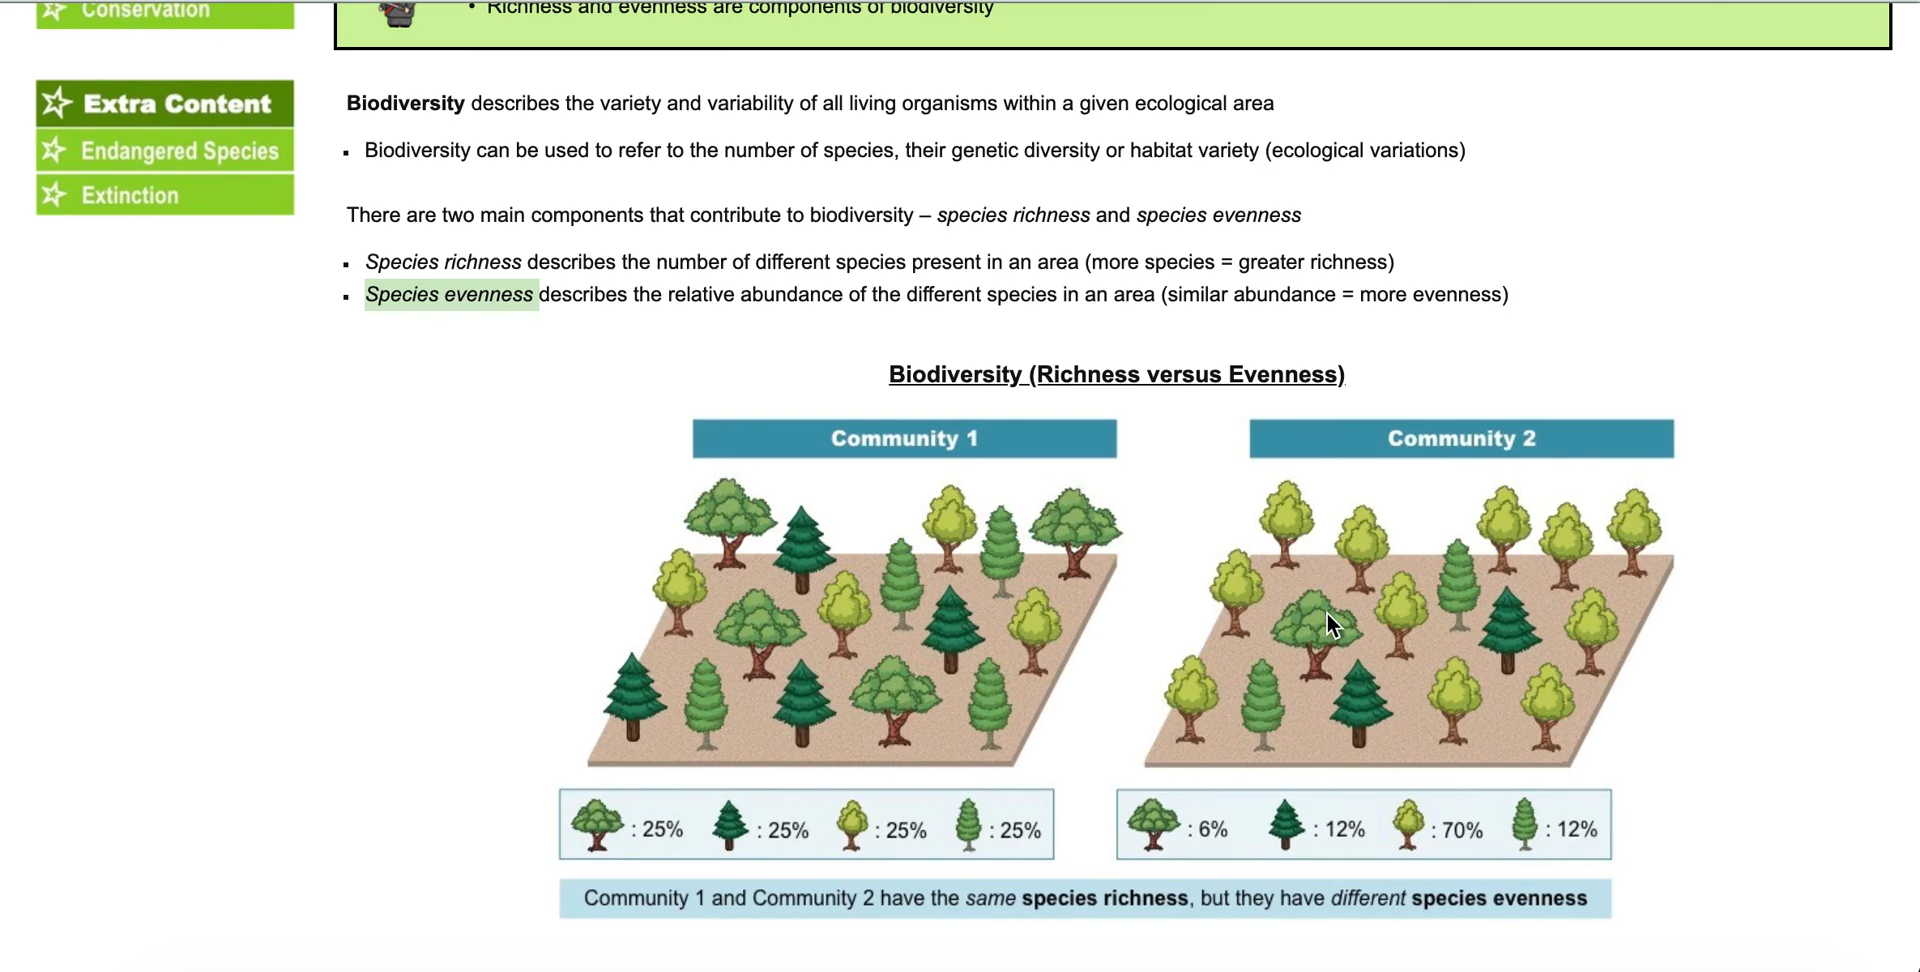 Conservation
Extra Content
Endangered Species
Extinction
• Richness and evenness are components of biodiversity
Biodiversity describes the variety and variability of all living organisms within a given ecological area
▪ Biodiversity can be used to refer to the number of species, their genetic diversity or habitat variety (ecological variations)
There are two main components that contribute to biodiversity – species richness and species evenness
▪ Species richness describes the number of different species present in an area (more species = greater richness)
▪ Species evenness describes the relative abundance of the different species in an area (similar abundance = more evenness)
Biodiversity (Richness versus Evenness)
Community 1
Community 2
: 25% : 25% : 25% : 25%
: 6% : 12% : 70% : 12%
Community 1 and Community 2 have the same species richness, but they have different species evenness